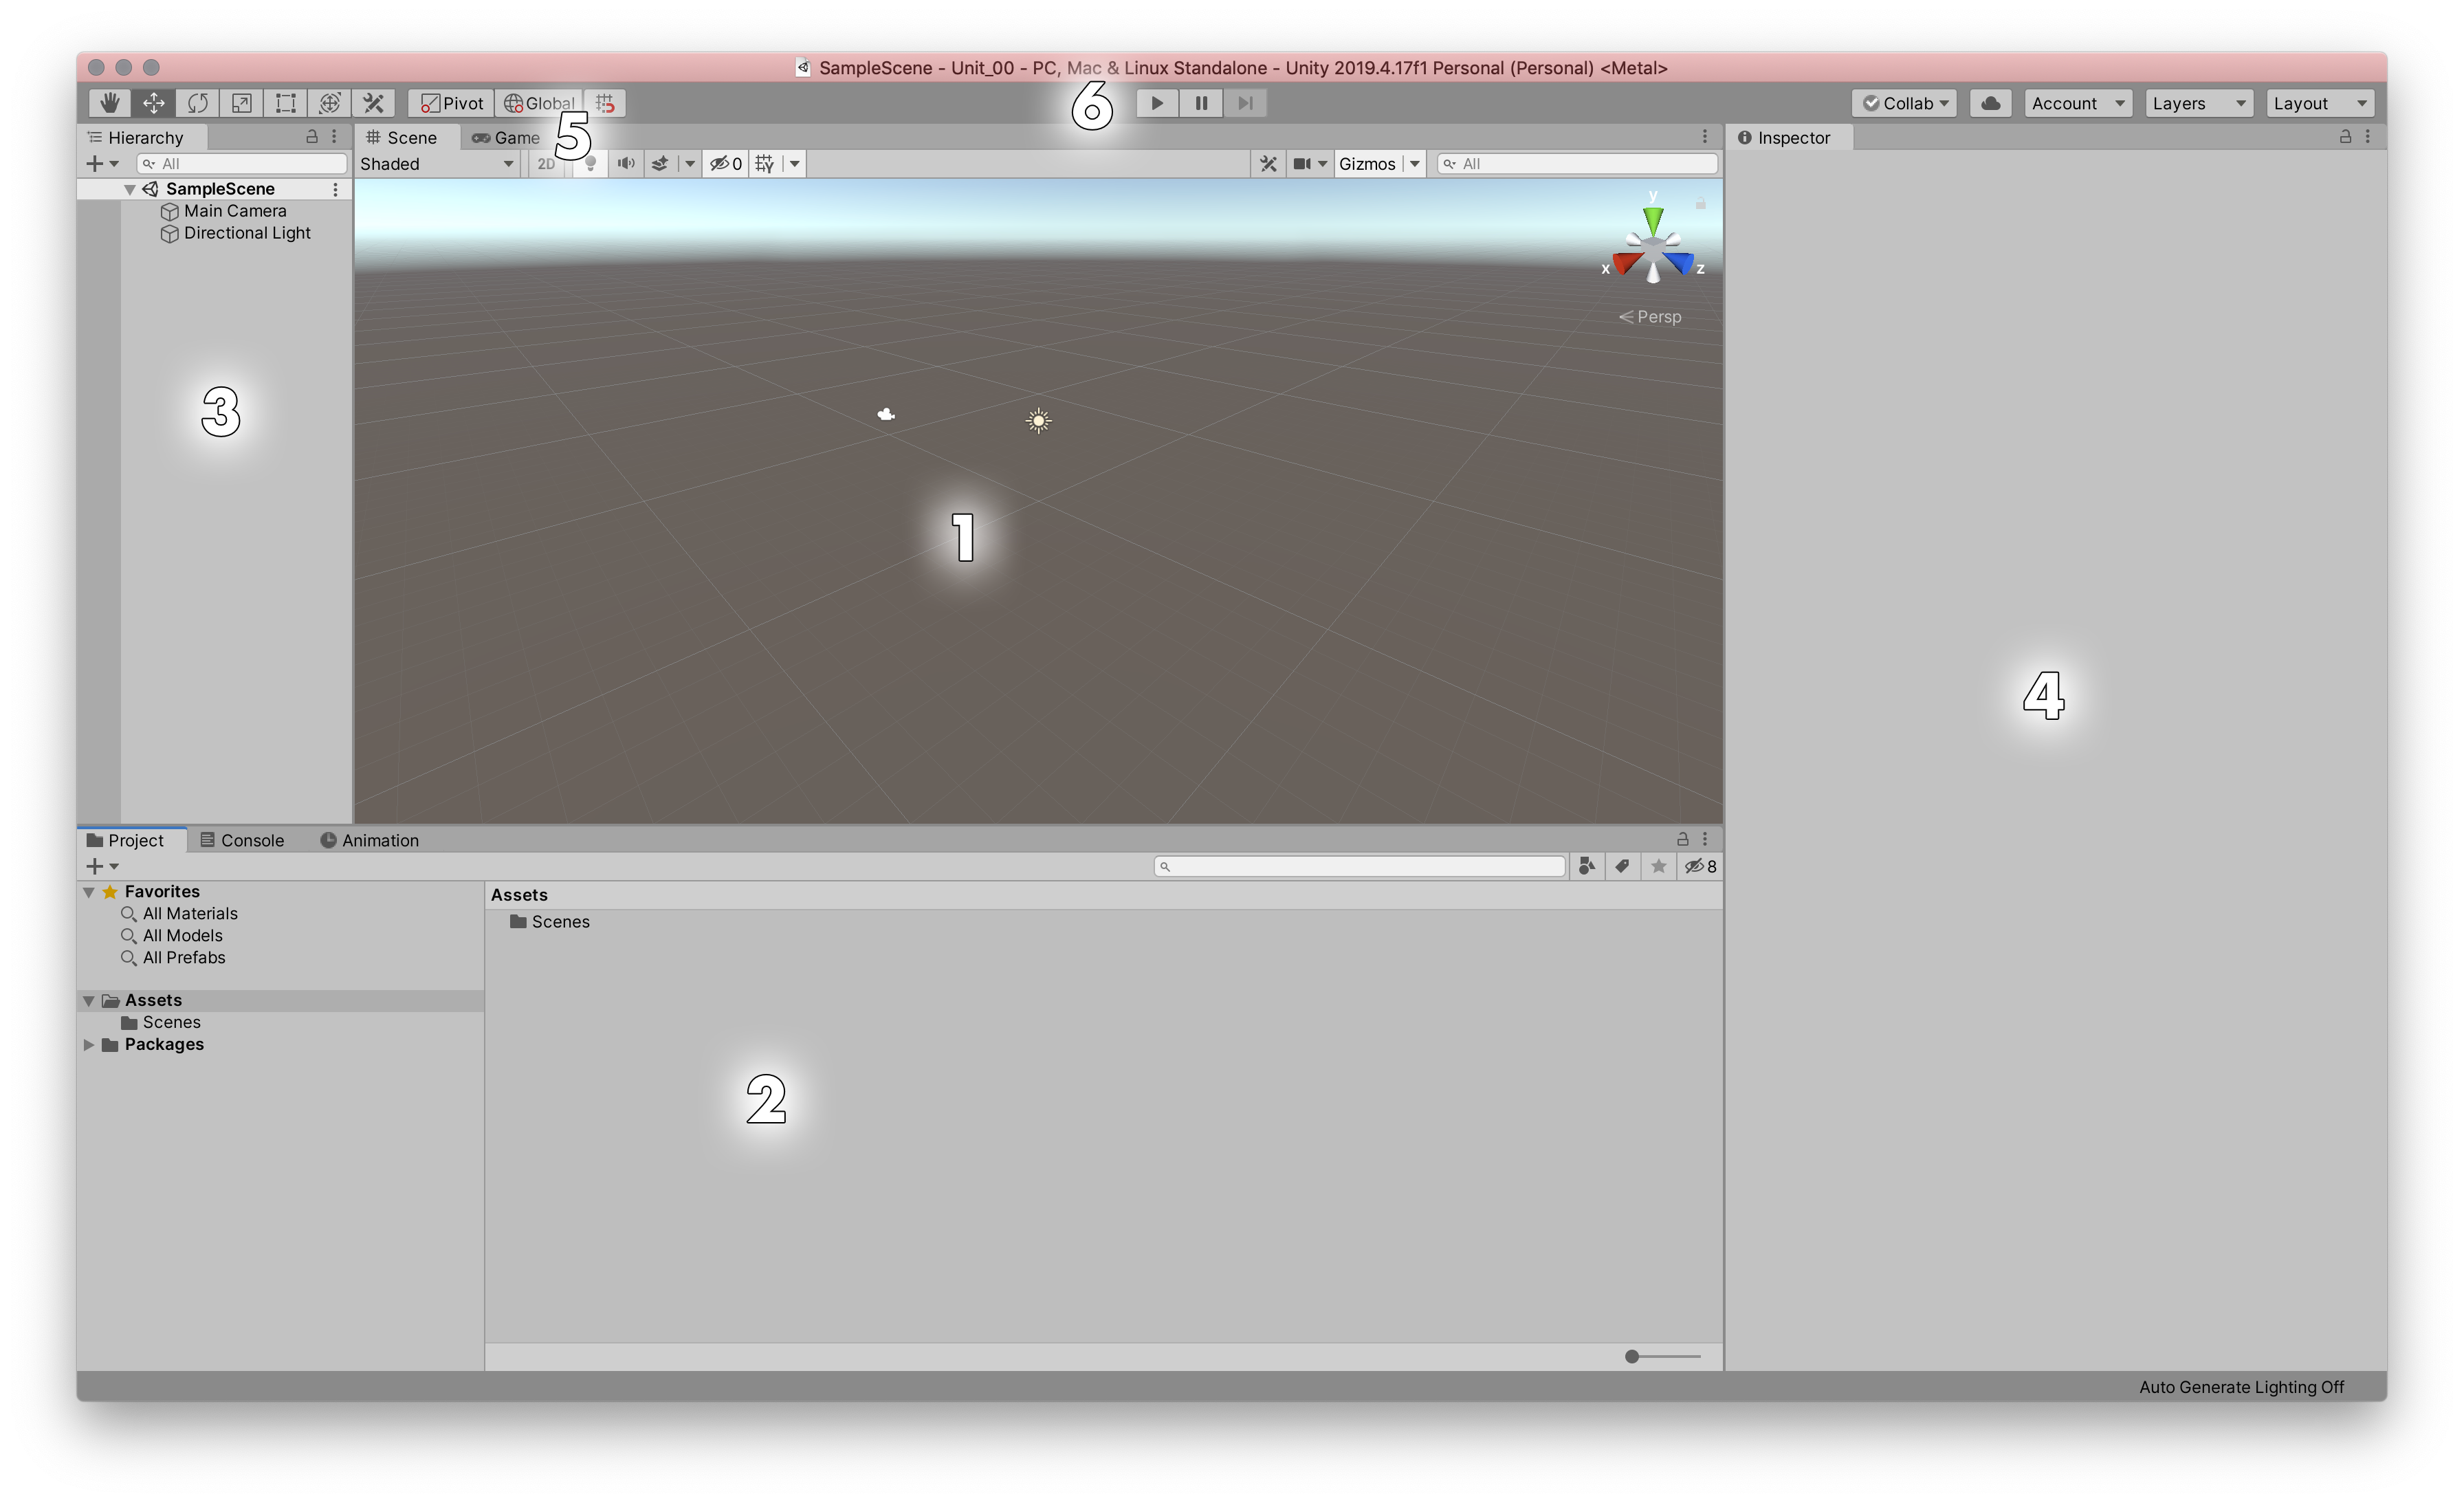 SampleScene - Unit_00 - PC, Mac & Linux Standalone - Unity 2019.4.17f1 Personal (Personal) <Metal>
Pivot Global 6 Collab Account Layers Layout
Hierarchy Scene Game 5 Inspector
All Shaded 2D 0 Gizmos All
SampleScene
Main Camera
Directional Light
y
x z
Persp
3
1
4
Project Console Animation
8
Favorites
All Materials
All Models
All Prefabs
Assets
Scenes
Packages
Assets
Scenes
2
Auto Generate Lighting Off